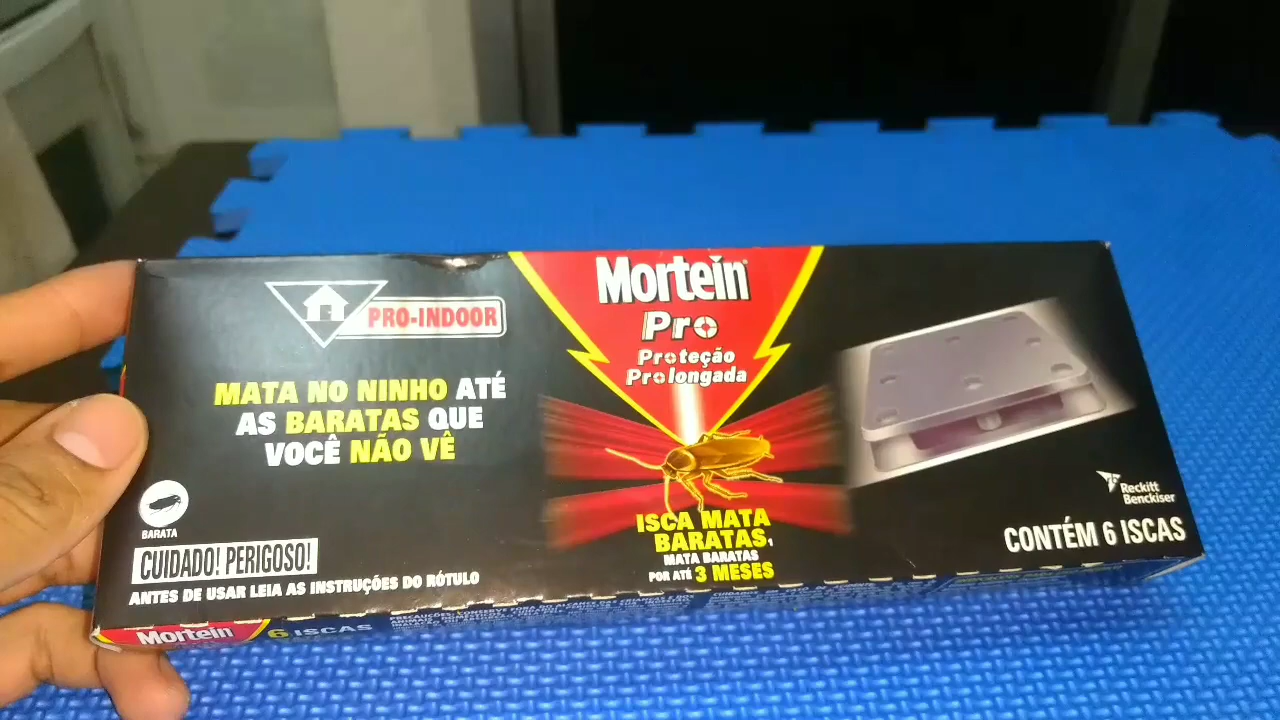 PRO-INDOOR
MATA NO NINHO ATÉ
AS BARATAS QUE
VOCÊ NÃO VÊ
BARATA
CUIDADO! PERIGOSO!
ANTES DE USAR LEIA AS INSTRUÇÕES DO RÓTULO
Mortein
Pro
Proteção
Prolongada
ISCA MATA
BARATAS,
MATA BARATAS
POR ATÉ 3 MESES
Reckitt
Benckiser
CONTÉM 6 ISCAS
Mortein
6 ISCAS